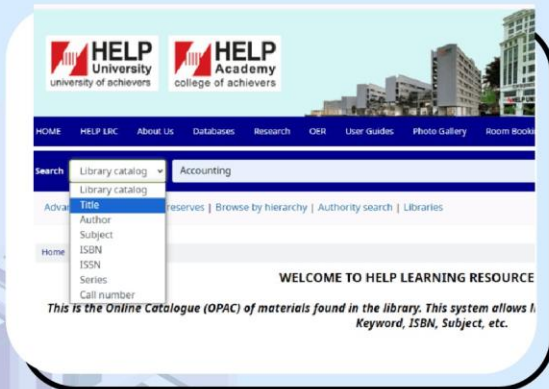 HELP
University
university of achievers
HELP
Academy
college of achievers
HOME HELP LRC About Us Databases Research OER User Guides Photo Gallery Room
Search Library catalog Accounting
Library catalog
Title
Author
Subject
ISBN
ISSN
Series
Call number
reserves | Browse by hierarchy | Authority search | Libraries
Home
WELCOME TO HELP LEARNING RESOURCE
This is the Online Catalogue (OPAC) of materials found in the library. This system allows
Keyword, ISBN, Subject, etc.